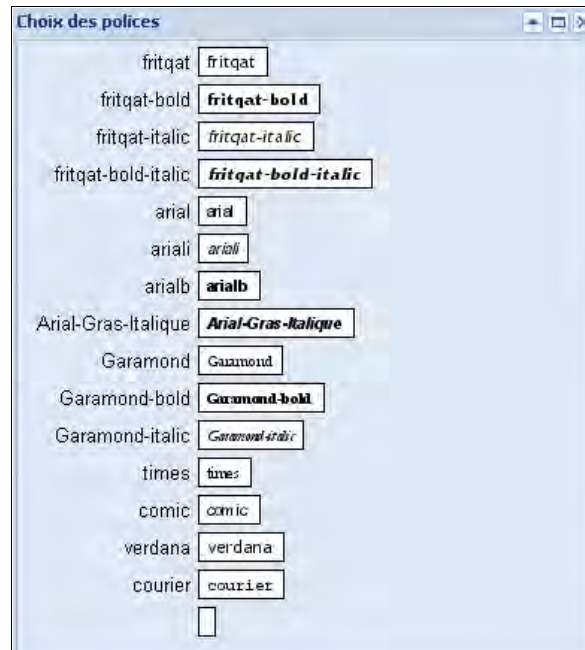 Choix des polices
fritqat fritqat
fritqat-bold fritqat-bold
fritqat-italic fritqat-italic
fritqat-bold-italic fritqat-bold-italic
arial arial
ariali ariali
arialb arialb
Arial-Gras-Italique Arial-Gras-Italique
Garamond Garamond
Garamond-bold Garamond-bold
Garamond-italic Garamond-italic
times times
comic comic
verdana verdana
courier courier